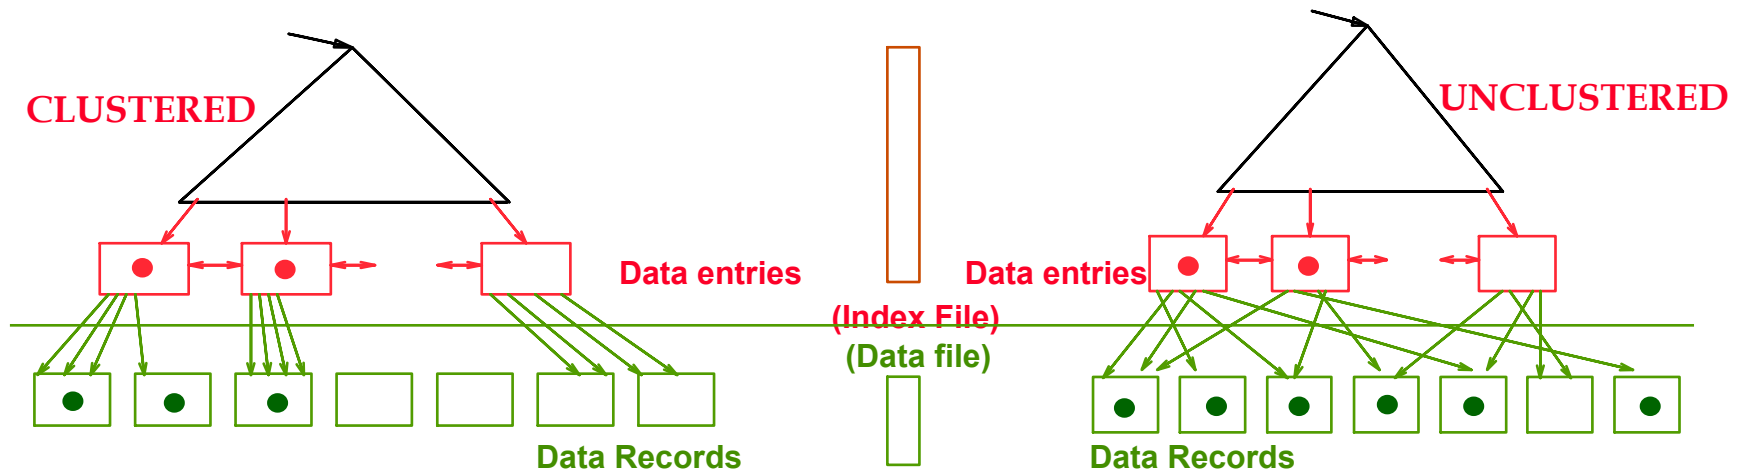 CLUSTERED
UNCLUSTERED
Data entries
Data entries
(Index File)
(Data file)
Data Records
Data Records